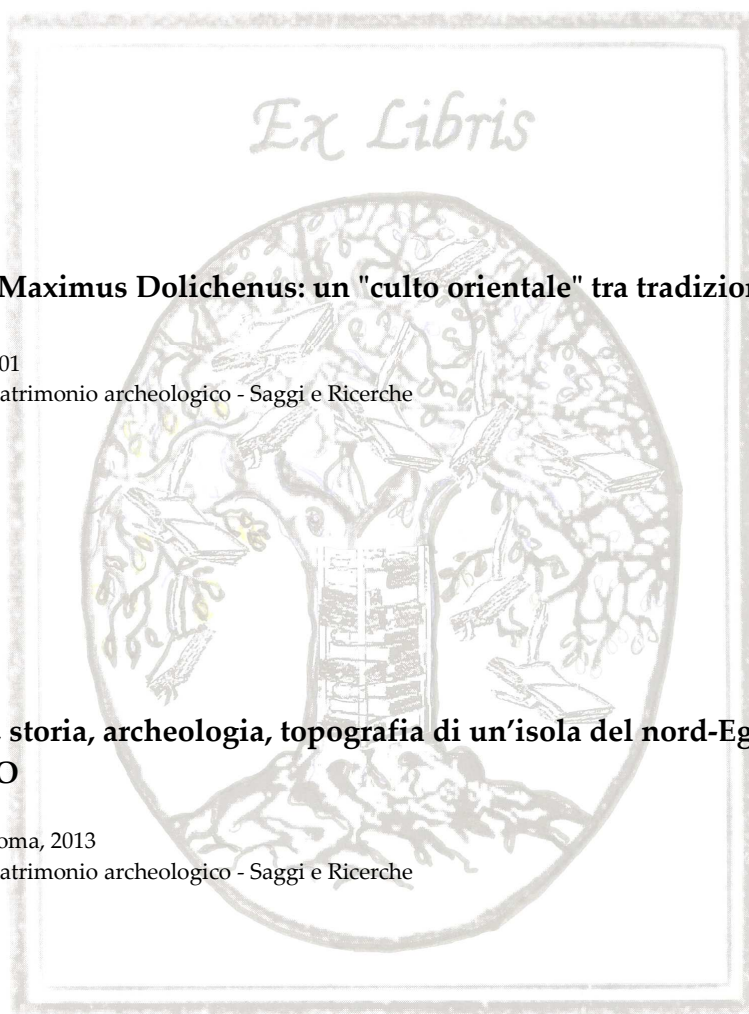 Ex Libris
Maximus Dolichenus: un "culto orientale" tra tradizion
01
atrimonio archeologico - Saggi e Ricerche
storia, archeologia, topografia di un’isola del nord-Eg
O
oma, 2013
atrimonio archeologico - Saggi e Ricerche